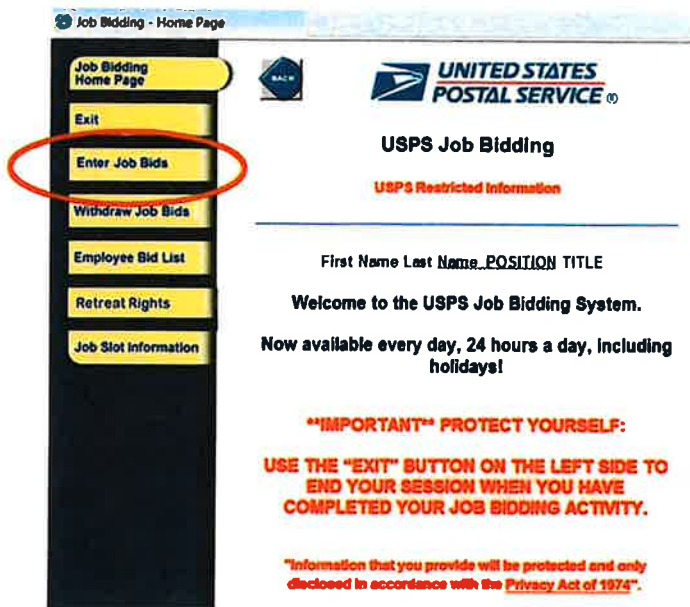 Job Bidding - Home Page
Job Bidding
Home Page
Exit
Enter Job Bids
Withdraw Job Bids
Employee Bid List
Retreat Rights
Job Slot Information
BACK
UNITED STATES
POSTAL SERVICE ®
USPS Job Bidding
USPS Restricted Information
First Name Last Name POSITION TITLE
Welcome to the USPS Job Bidding System.
Now available every day, 24 hours a day, including
holidays!
**IMPORTANT** PROTECT YOURSELF:
USE THE "EXIT" BUTTON ON THE LEFT SIDE TO
END YOUR SESSION WHEN YOU HAVE
COMPLETED YOUR JOB BIDDING ACTIVITY.
"Information that you provide will be protected and only
disclosed in accordance with the Privacy Act of 1974".